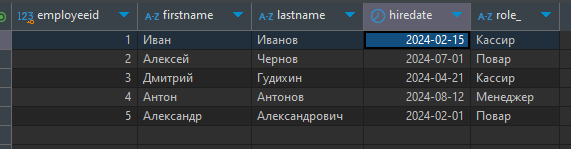 employeeid firstname lastname hiredate role_
1 Иван Иванов 2024-02-15 Кассир
2 Алексей Чернов 2024-07-01 Повар
3 Дмитрий Гудихин 2024-04-21 Кассир
4 Антон Антонов 2024-08-12 Менеджер
5 Александр Александрович 2024-02-01 Повар